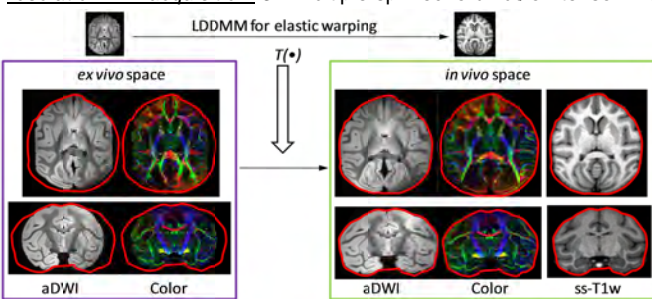 LDDMM for elastic warping
T(•)
ex vivo space
in vivo space
aDWI
Color
aDWI
Color
ss-T1w